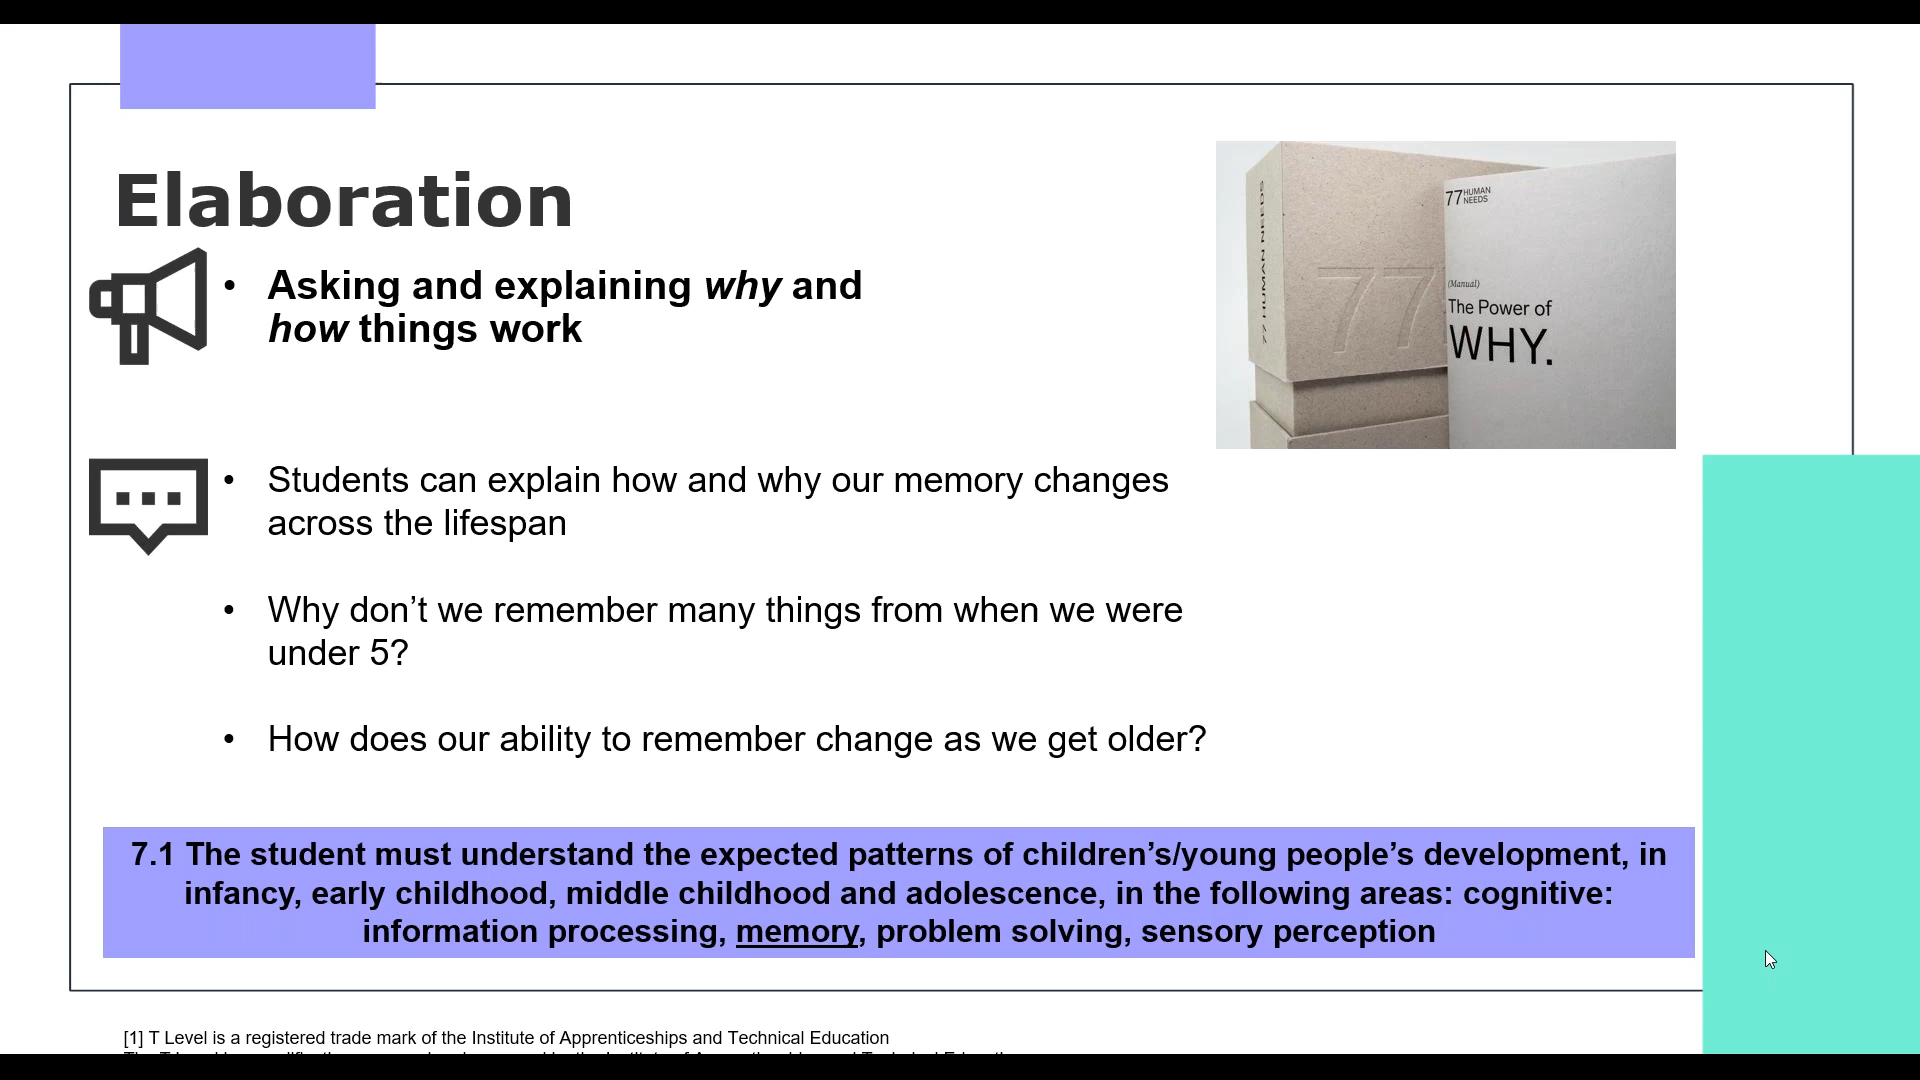 Elaboration
• Asking and explaining why and
how things work
77 HUMAN NEEDS
77
77 HUMAN
NEEDS
(Manual)
The Power of
WHY.
• Students can explain how and why our memory changes
across the lifespan
• Why don’t we remember many things from when we were
under 5?
• How does our ability to remember change as we get older?
7.1 The student must understand the expected patterns of children’s/young people’s development, in
infancy, early childhood, middle childhood and adolescence, in the following areas: cognitive:
information processing, memory, problem solving, sensory perception
[1] T Level is a registered trade mark of the Institute of Apprenticeships and Technical Education